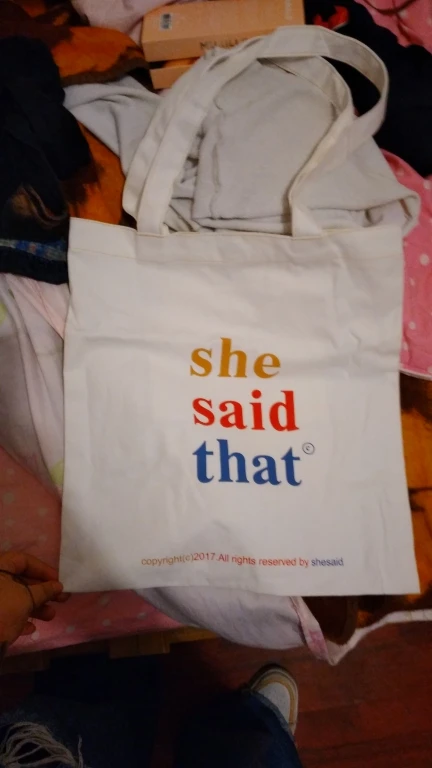 she
said
that©
copyright(c)2017.All rights reserved by shesaid